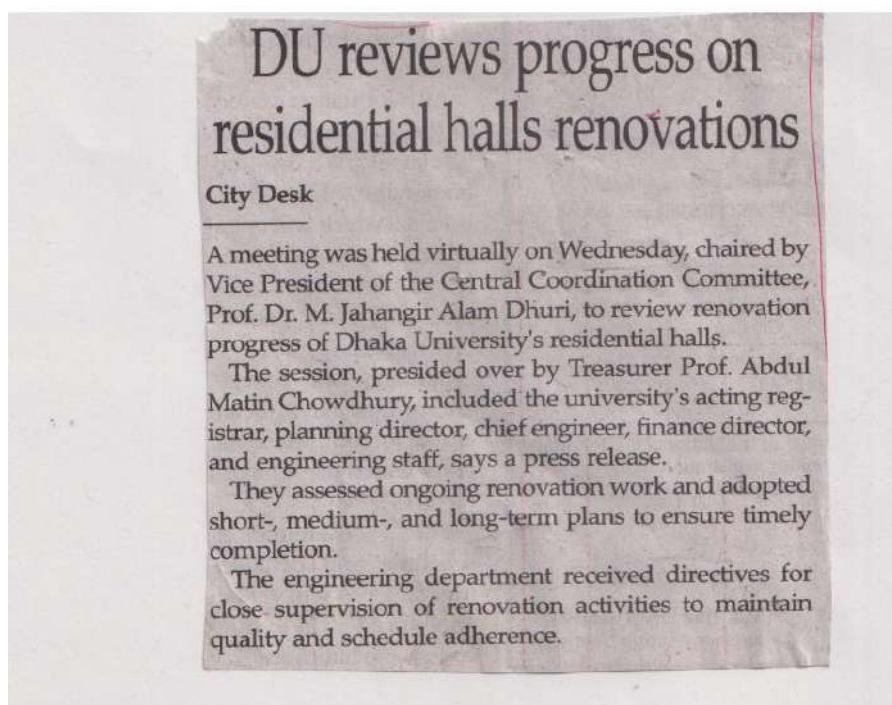 DU reviews progress on
residential halls renovations
City Desk
A meeting was held virtually on Wednesday, chaired by
Vice President of the Central Coordination Committee,
Prof. Dr. M. Jahangir Alam Dhuri, to review renovation
progress of Dhaka University's residential halls.
The session, presided over by Treasurer Prof. Abdul
Matin Chowdhury, included the university's acting reg-
istrar, planning director, chief engineer, finance director,
and engineering staff, says a press release.
They assessed ongoing renovation work and adopted
short-, medium-, and long-term plans to ensure timely
completion.
The engineering department received directives for
close supervision of renovation activities to maintain
quality and schedule adherence.